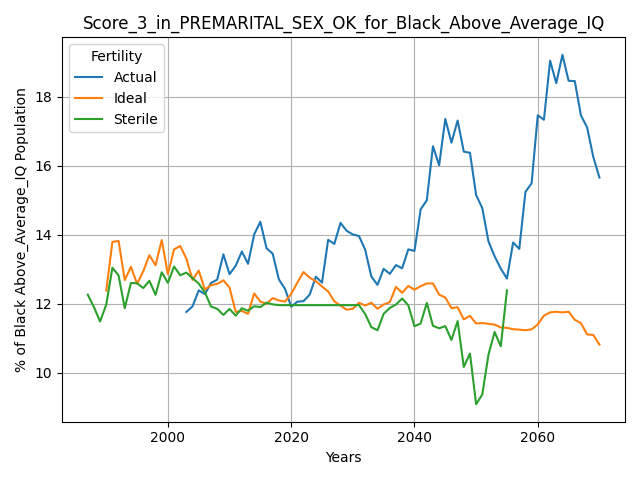 Score_3_in_PREMARITAL_SEX_OK_for_Black_Above_Average_IQ
Fertility
Actual
Ideal
Sterile
% of Black Above_Average_IQ Population
18
16
14
12
10
2000
2020
2040
2060
Years